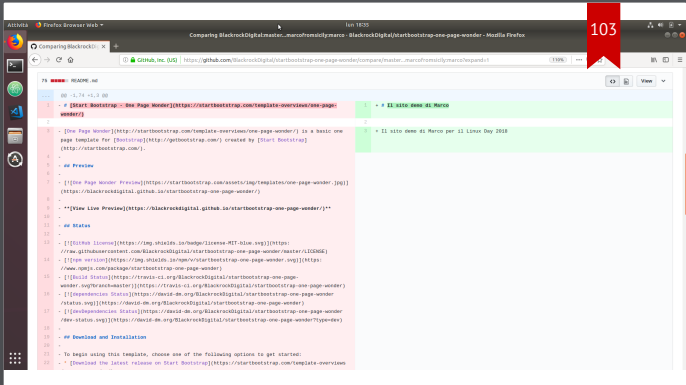 Attività Firefox Web Browser ▾ lun 18:35
Comparing BlackrockDigital:master...marcofromsicily:marco · BlackrockDigital/startbootstrap-one-page-wonder - Mozilla Firefox
103
Comparing BlackrockDi × +
GitHub, Inc. (US) https://github.com/BlackrockDigital/startbootstrap-one-page-wonder/compare/master...marcofromsicily:marco?expand=1 110% ···
75 README.md <> View
... @@ -1,74 +1,3 @@
1 - # [Start Bootstrap - One Page Wonder](https://startbootstrap.com/template-overviews/one-page-wonder/) 1 + # Il sito demo di Marco
2 2
3 - [One Page Wonder](http://startbootstrap.com/template-overviews/one-page-wonder/) is a basic one 3 + Il sito demo di Marco per il Linux Day 2018
page template for [Bootstrap](http://getbootstrap.com/) created by [Start Bootstrap]
(http://startbootstrap.com/).
4 -
5 - ## Preview
6 -
7 - [![One Page Wonder Preview](https://startbootstrap.com/assets/img/templates/one-page-wonder.jpg)]
(https://blackrockdigital.github.io/startbootstrap-one-page-wonder/)
8 -
9 - **[View Live Preview](https://blackrockdigital.github.io/startbootstrap-one-page-wonder/)**
10 -
11 - ## Status
12 -
13 - [![GitHub license](https://img.shields.io/badge/license-MIT-blue.svg)](https:
//raw.githubusercontent.com/BlackrockDigital/startbootstrap-one-page-wonder/master/LICENSE)
14 - [![npm version](https://img.shields.io/npm/v/startbootstrap-one-page-wonder.svg)](https:
//www.npmjs.com/package/startbootstrap-one-page-wonder)
15 - [![Build Status](https://travis-ci.org/BlackrockDigital/startbootstrap-one-page-
wonder.svg?branch=master)](https://travis-ci.org/BlackrockDigital/startbootstrap-one-page-wonder)
16 - [![dependencies Status](https://david-dm.org/BlackrockDigital/startbootstrap-one-page-wonder
/status.svg)](https://david-dm.org/BlackrockDigital/startbootstrap-one-page-wonder)
17 - [![devDependencies Status](https://david-dm.org/BlackrockDigital/startbootstrap-one-page-wonder
/dev-status.svg)](https://david-dm.org/BlackrockDigital/startbootstrap-one-page-wonder?type=dev)
18 -
19 - ## Download and Installation
20 -
21 - To begin using this template, choose one of the following options to get started:
22 - * [Download the latest release on Start Bootstrap](https://startbootstrap.com/template-overviews